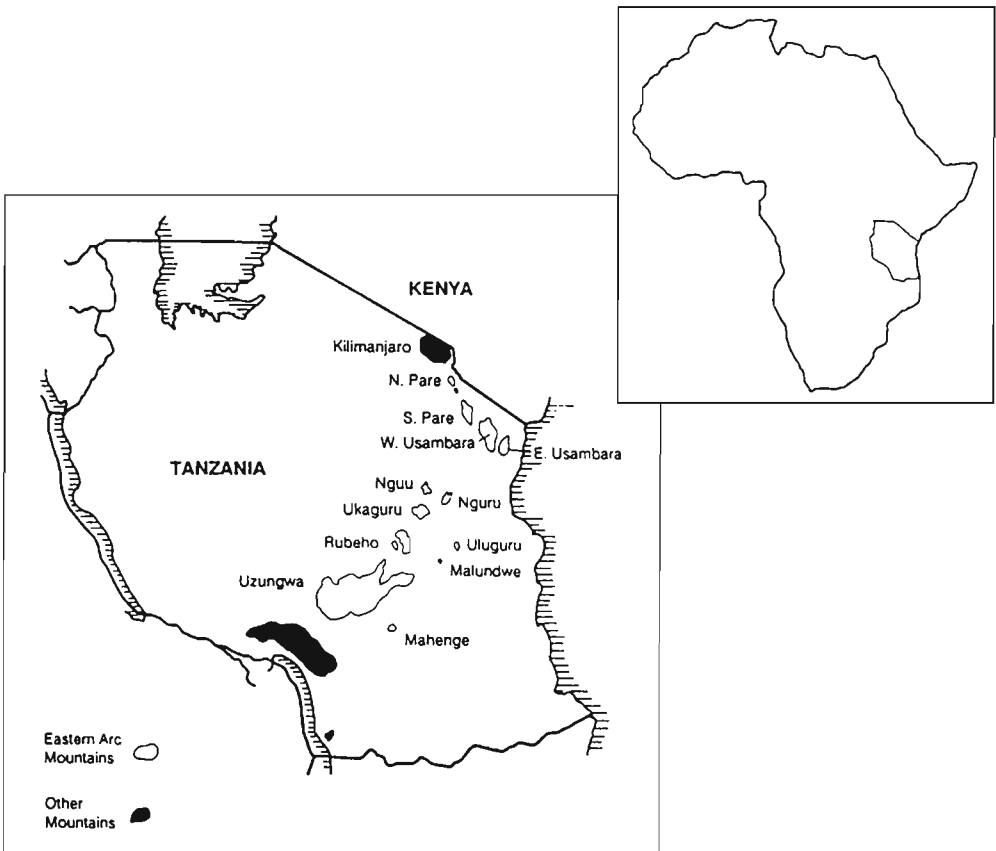 KENYA
Kilimanjaro
N. Pare
S. Pare
W. Usambara
E. Usambara
TANZANIA
Nguu
Nguru
Ukaguru
Rubeho
Uluguru
Malundwe
Uzungwa
Mahenge
Eastern Arc
Mountains
Other
Mountains